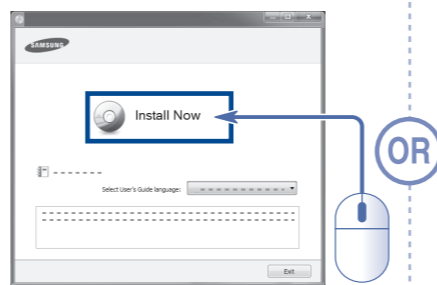 SAMSUNG
Install Now
Select User's Guide language:
Exit
OR